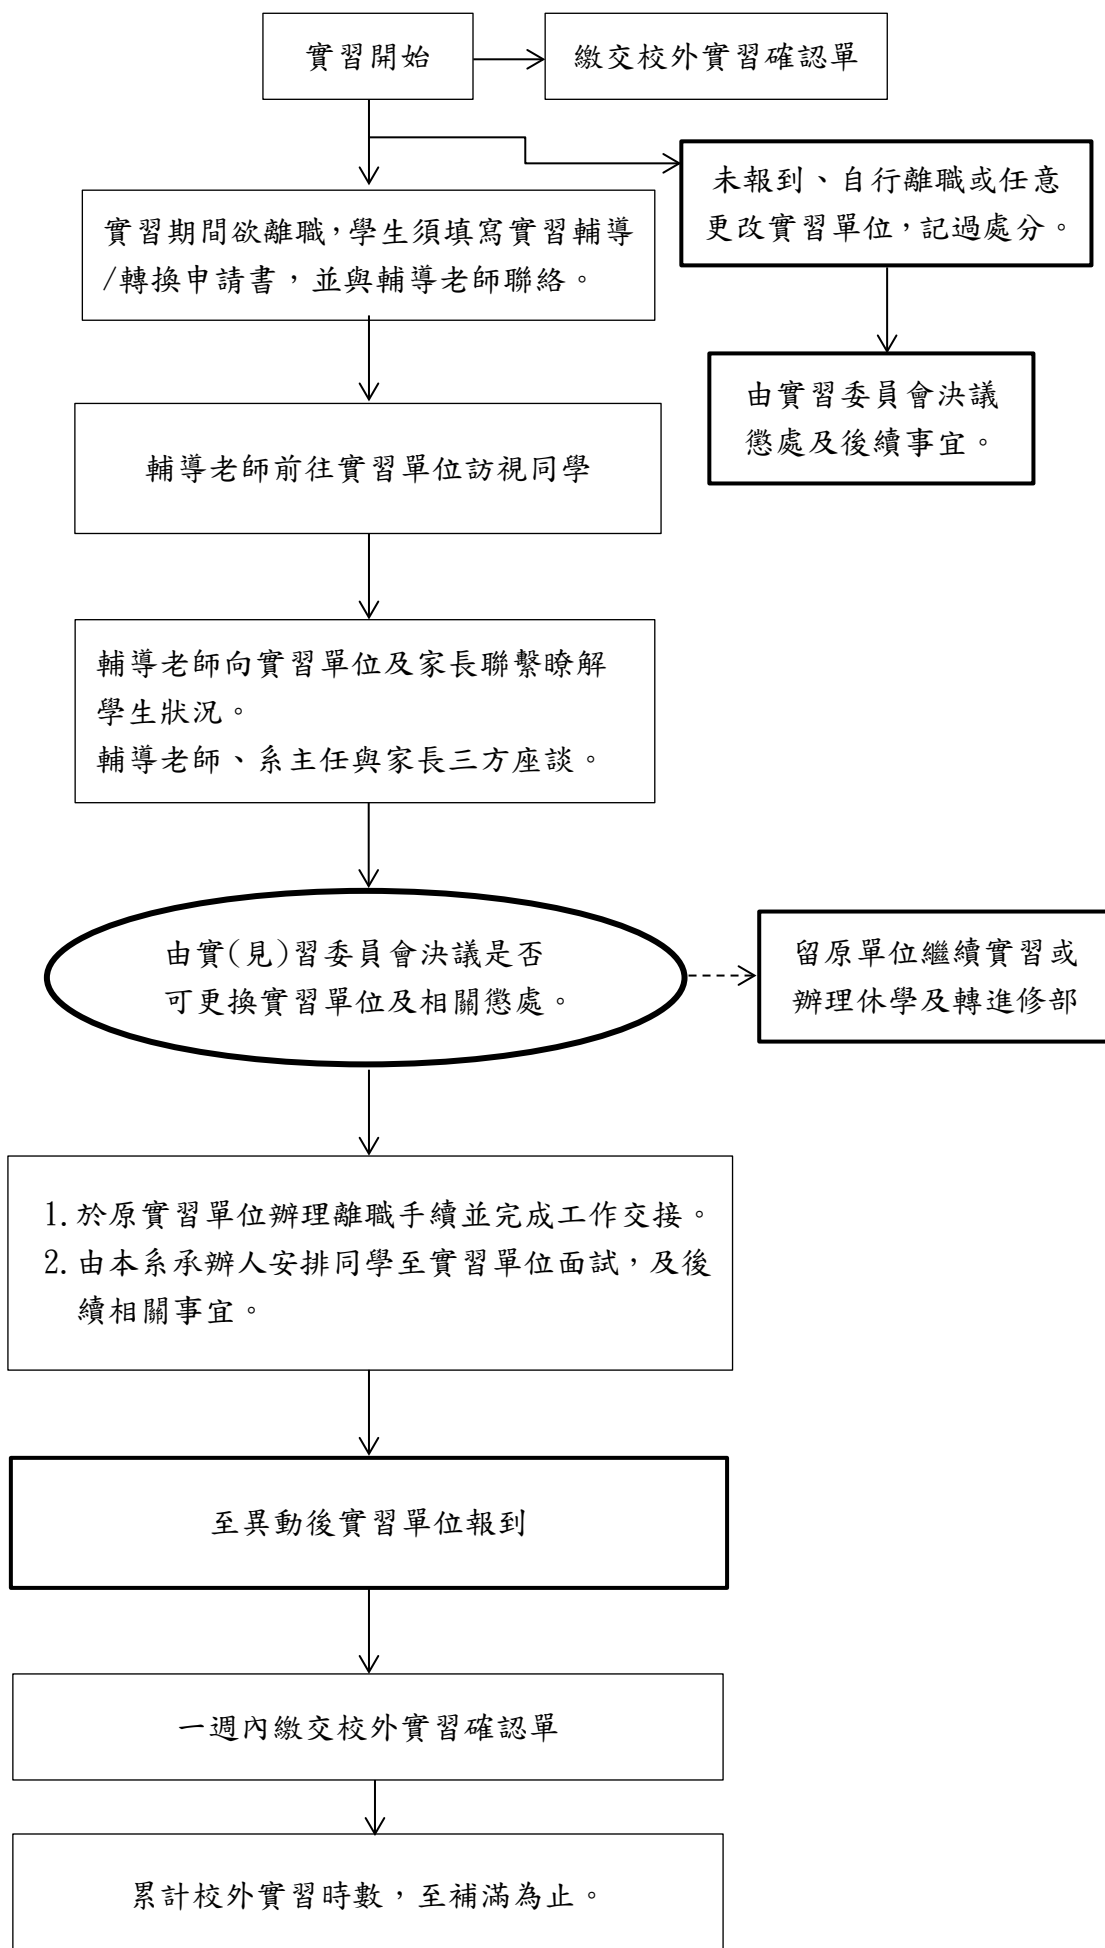 實習開始
繳交校外實習確認單
未報到、自行離職或任意
更改實習單位，記過處分。
實習期間欲離職，學生須填寫實習輔導
/轉換申請書，並與輔導老師聯絡。
由實習委員會決議
懲處及後續事宜。
輔導老師前往實習單位訪視同學
輔導老師向實習單位及家長聯繫瞭解
學生狀況。
輔導老師、系主任與家長三方座談。
由實(見)習委員會決議是否
可更換實習單位及相關懲處。
留原單位繼續實習或
辦理休學及轉進修部
1. 於原實習單位辦理離職手續並完成工作交接。
2. 由本系承辦人安排同學至實習單位面試，及後
續相關事宜。
至異動後實習單位報到
一週內繳交校外實習確認單
累計校外實習時數，至補滿為止。